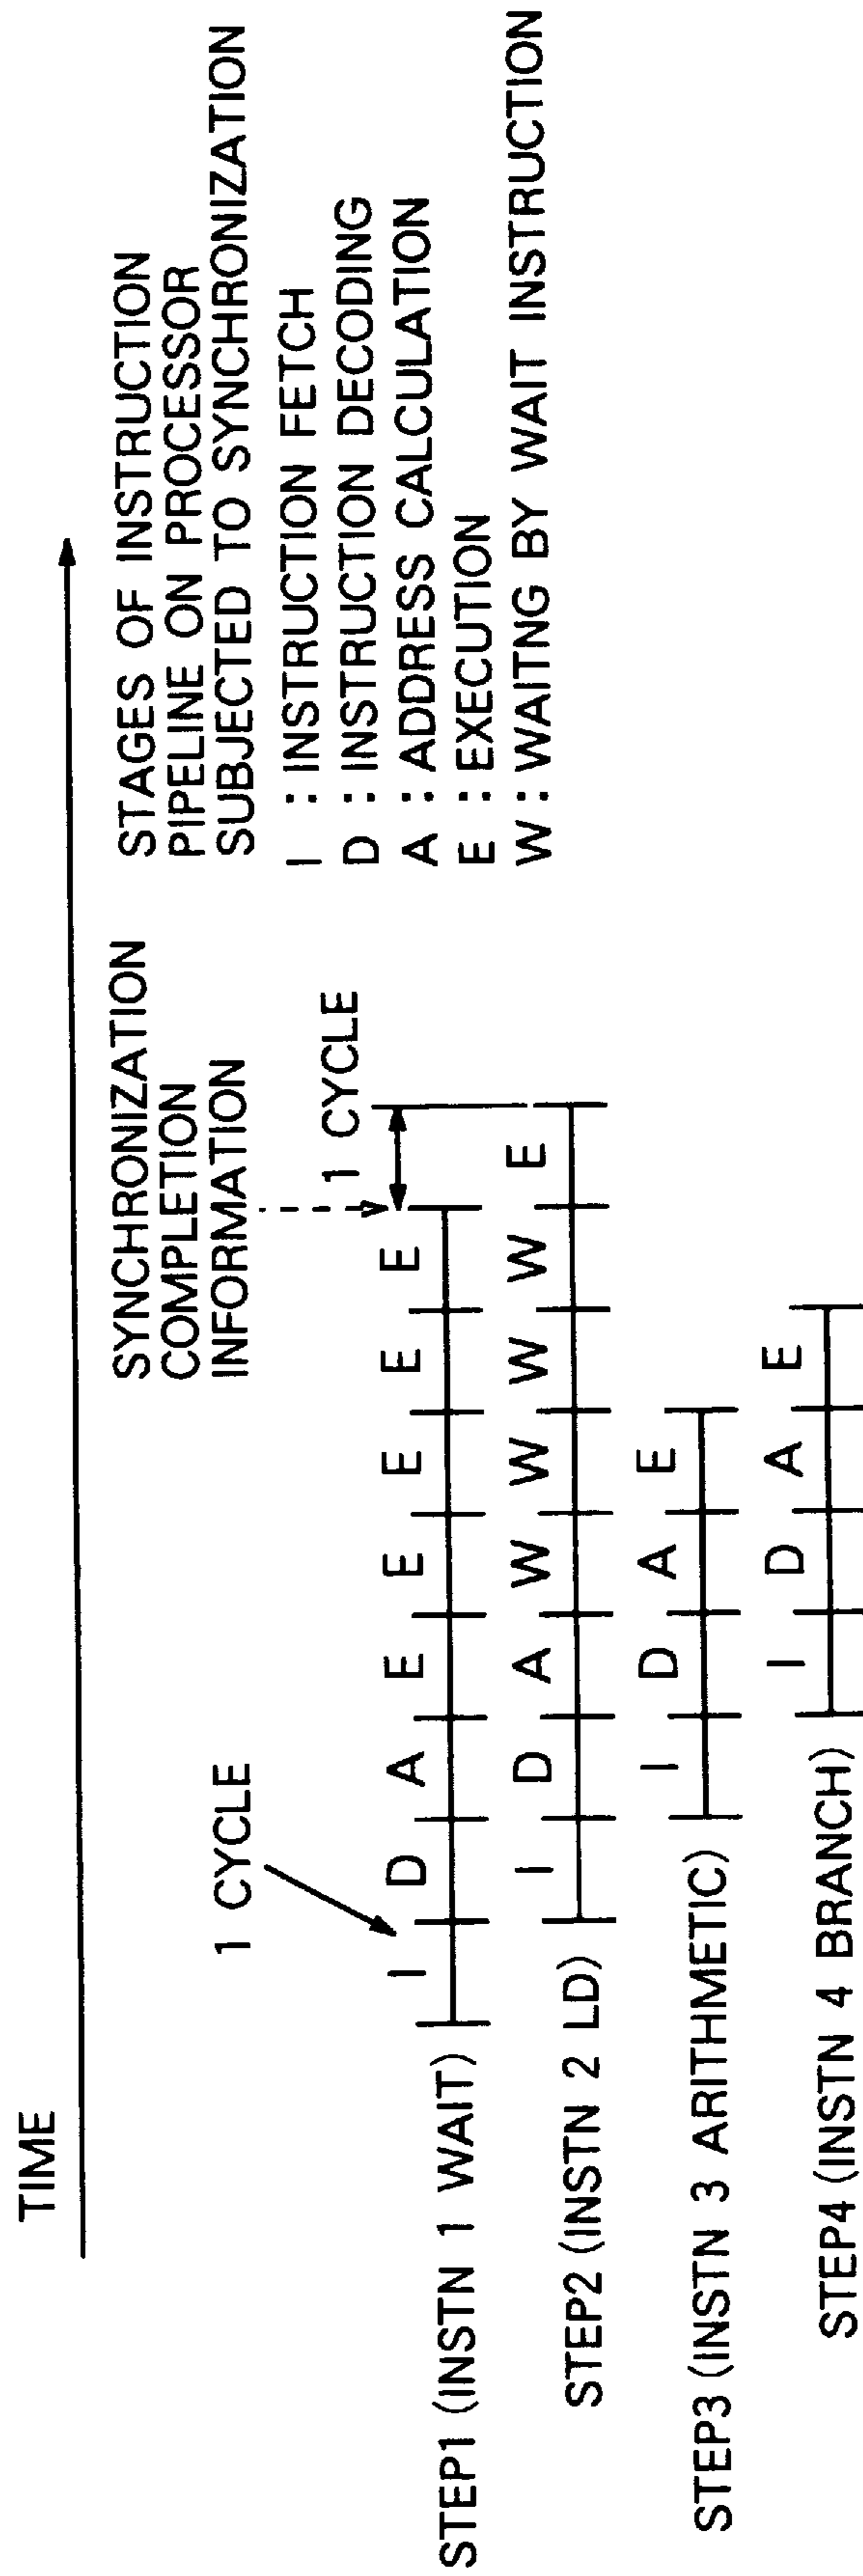 TIME
STAGES OF INSTRUCTION
PIPELINE ON PROCESSOR
SUBJECTED TO SYNCHRONIZATION
I : INSTRUCTION FETCH
D : INSTRUCTION DECODING
A : ADDRESS CALCULATION
E : EXECUTION
W : WAITNG BY WAIT INSTRUCTION
SYNCHRONIZATION
COMPLETION
INFORMATION
1 CYCLE
1 CYCLE
STEP1 (INSTN 1 WAIT) I D A E E E E E
STEP2 (INSTN 2 LD) I D A W W W W E
STEP3 (INSTN 3 ARITHMETIC) I D A E
STEP4 (INSTN 4 BRANCH) I D A E